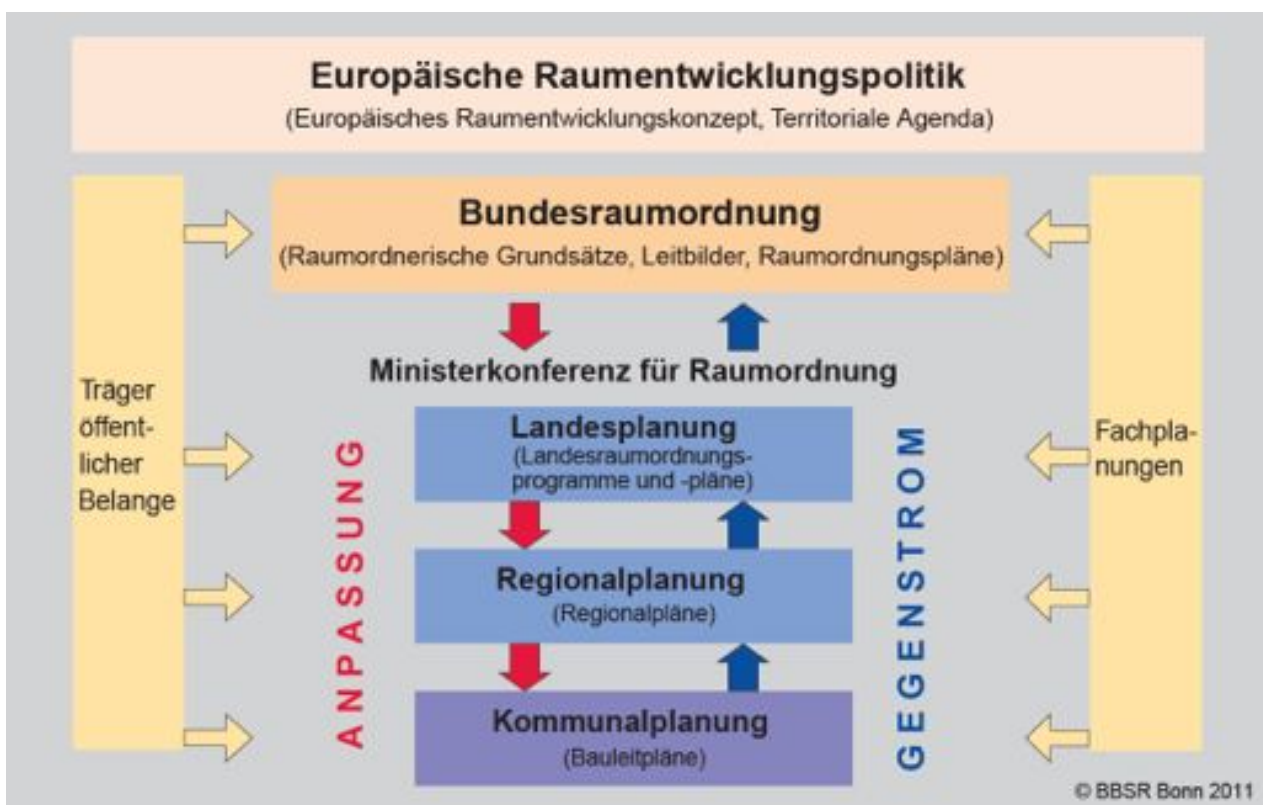 Europäische Raumentwicklungspolitik
(Europäisches Raumentwicklungskonzept, Territoriale Agenda)
Bundesraumordnung
(Raumordnerische Grundsätze, Leitbilder, Raumordnungspläne)
Ministerkonferenz für Raumordnung
Träger
öffent-
licher
Belange
ANPASSUNG
Landesplanung
(Landesraumordnungs-
programme und -pläne)
Regionalplanung
(Regionalpläne)
Kommunalplanung
(Bauleitpläne)
GEGENSTROM
Fachpla-
nungen
© BBSR Bonn 2011